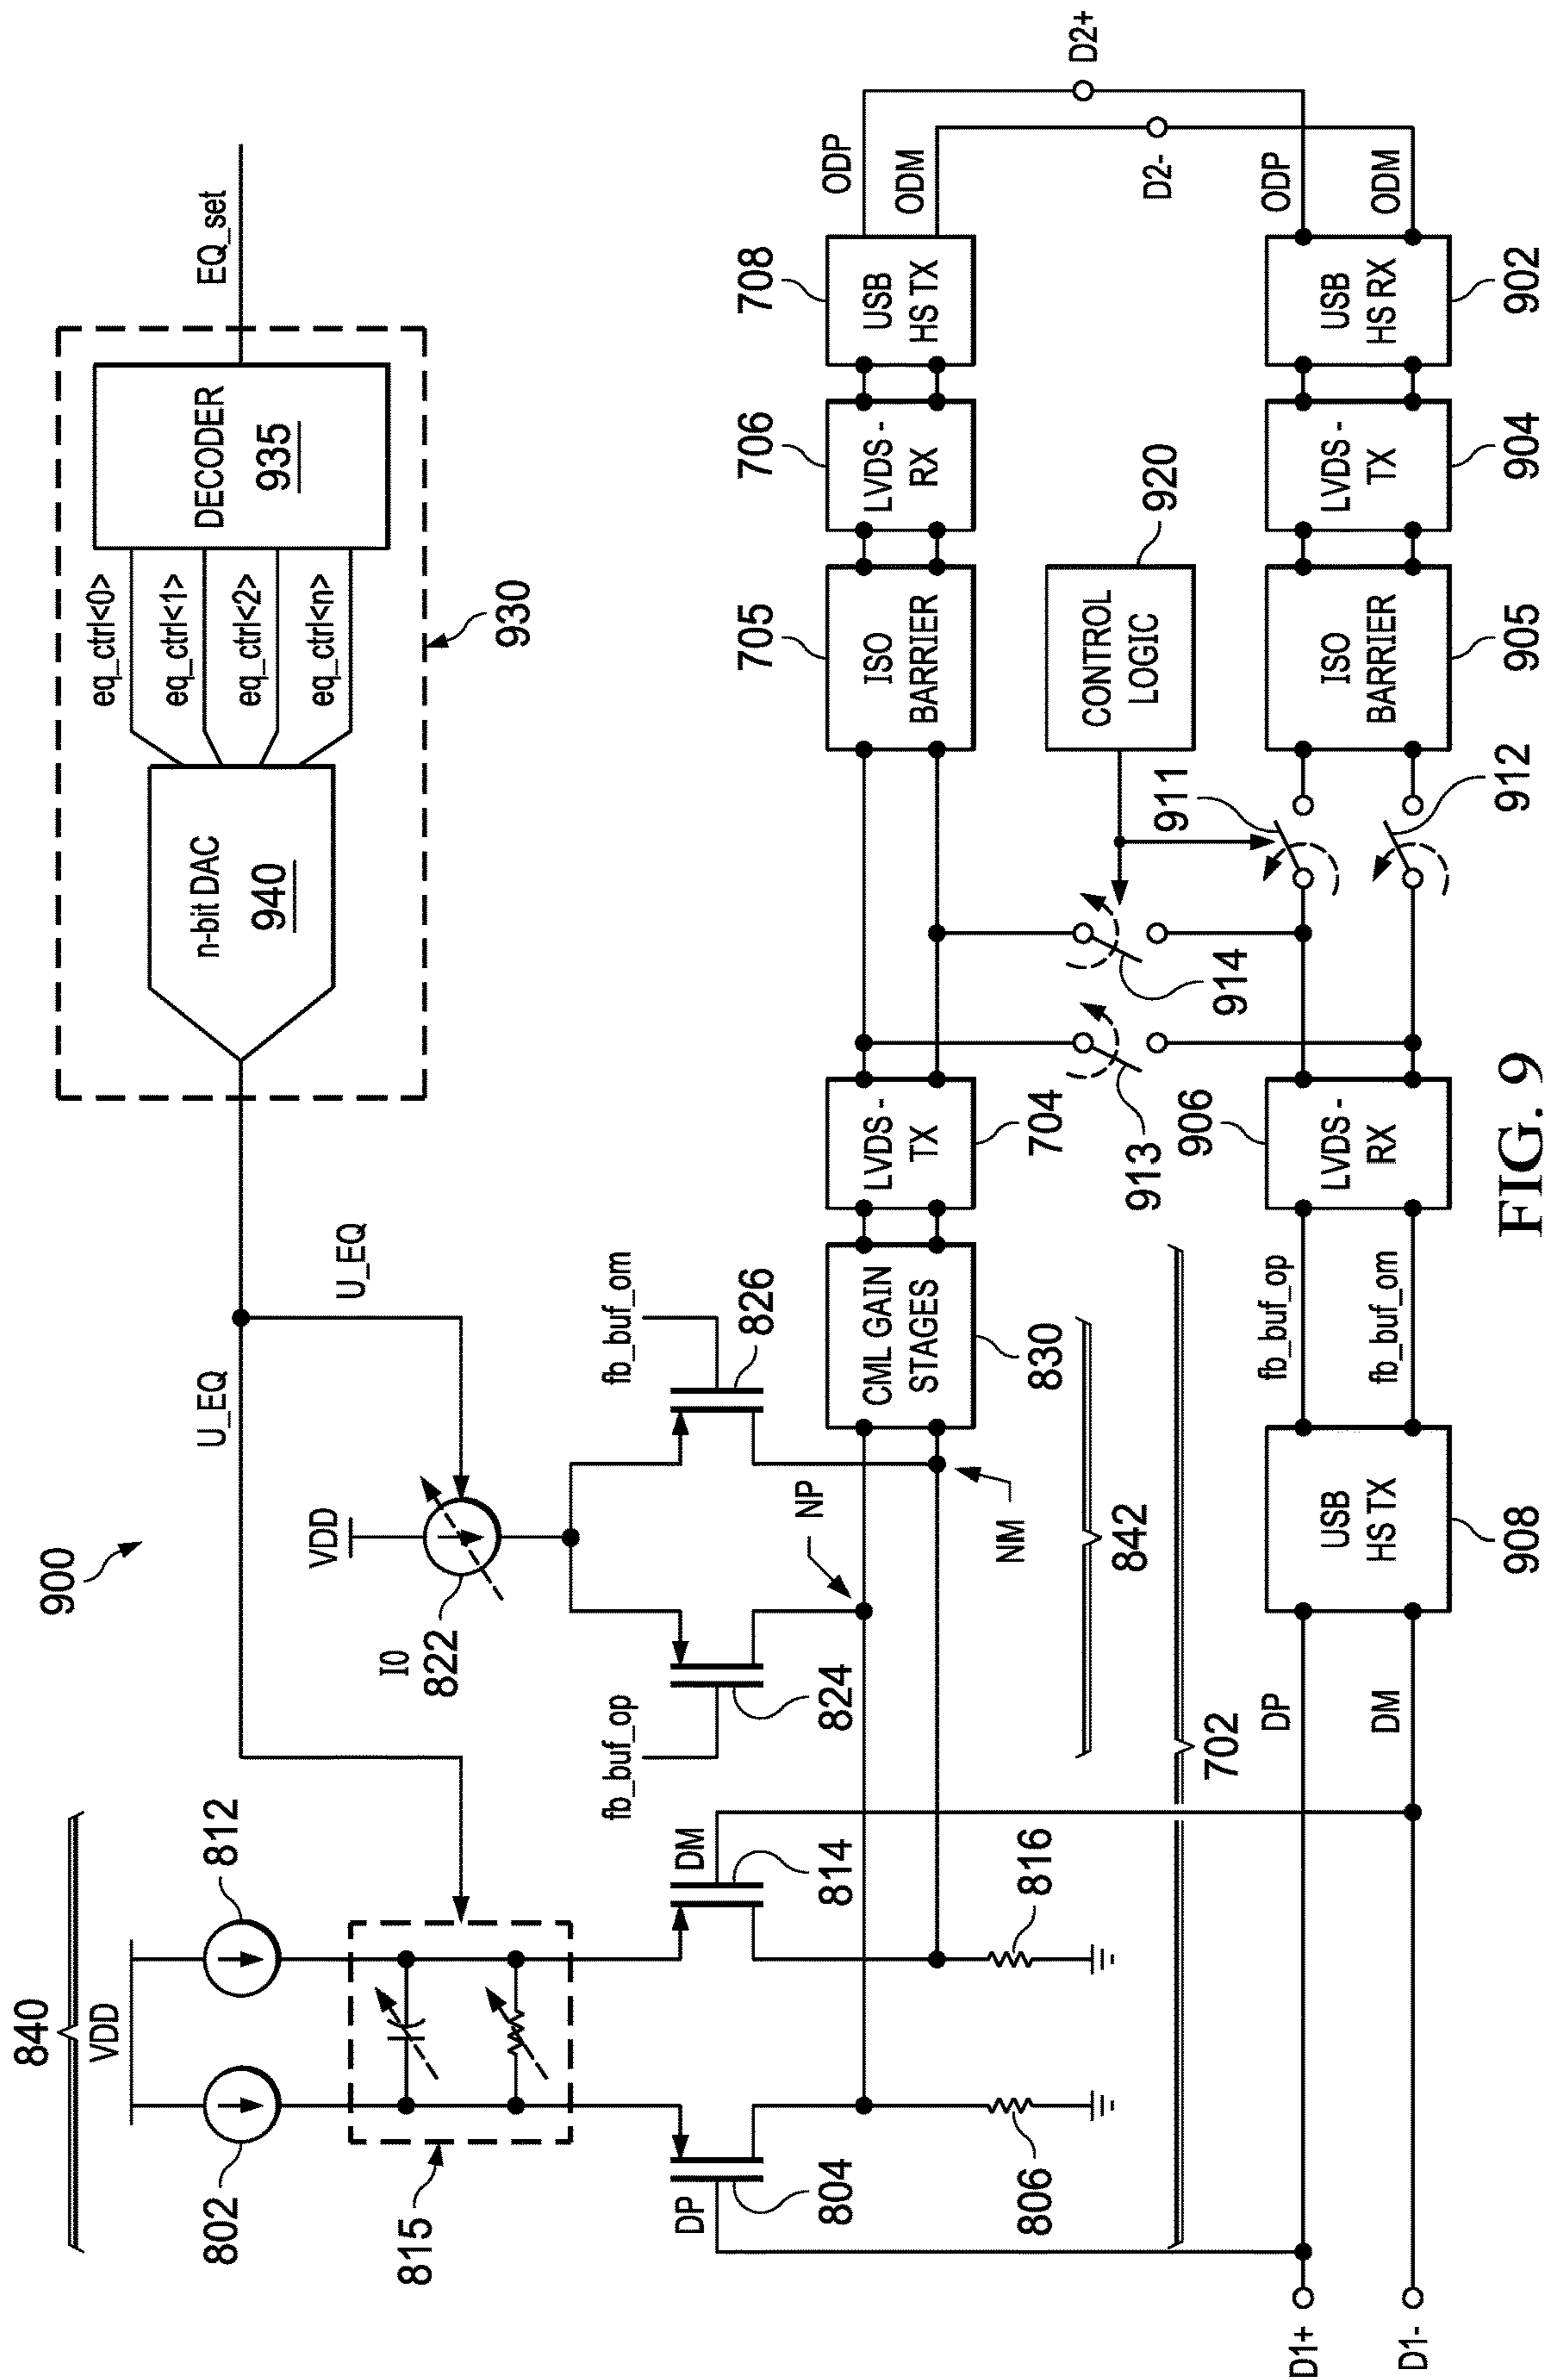 900
840
VDD
802
812
815
U_EQ
U_EQ
930
n-bit DAC
940
eq_ctrl<0>
eq_ctrl<1>
eq_ctrl<2>
eq_ctrl<n>
DECODER
935
EQ_set
VDD
I0
822
DP
804
DM
814
806
816
fb_buf_op
824
fb_buf_om
826
NP
NM
842
702
CML GAIN
STAGES
830
LVDS -
TX
704
ISO
BARRIER
705
LVDS -
RX
706
USB
HS TX
708
ODP
ODM
D2+
D2-
913
914
911
912
CONTROL
LOGIC
920
D1+
D1-
DP
DM
USB
HS TX
908
fb_buf_op
fb_buf_om
LVDS -
RX
906
ISO
BARRIER
905
LVDS -
TX
904
USB
HS RX
902
ODP
ODM
FIG. 9